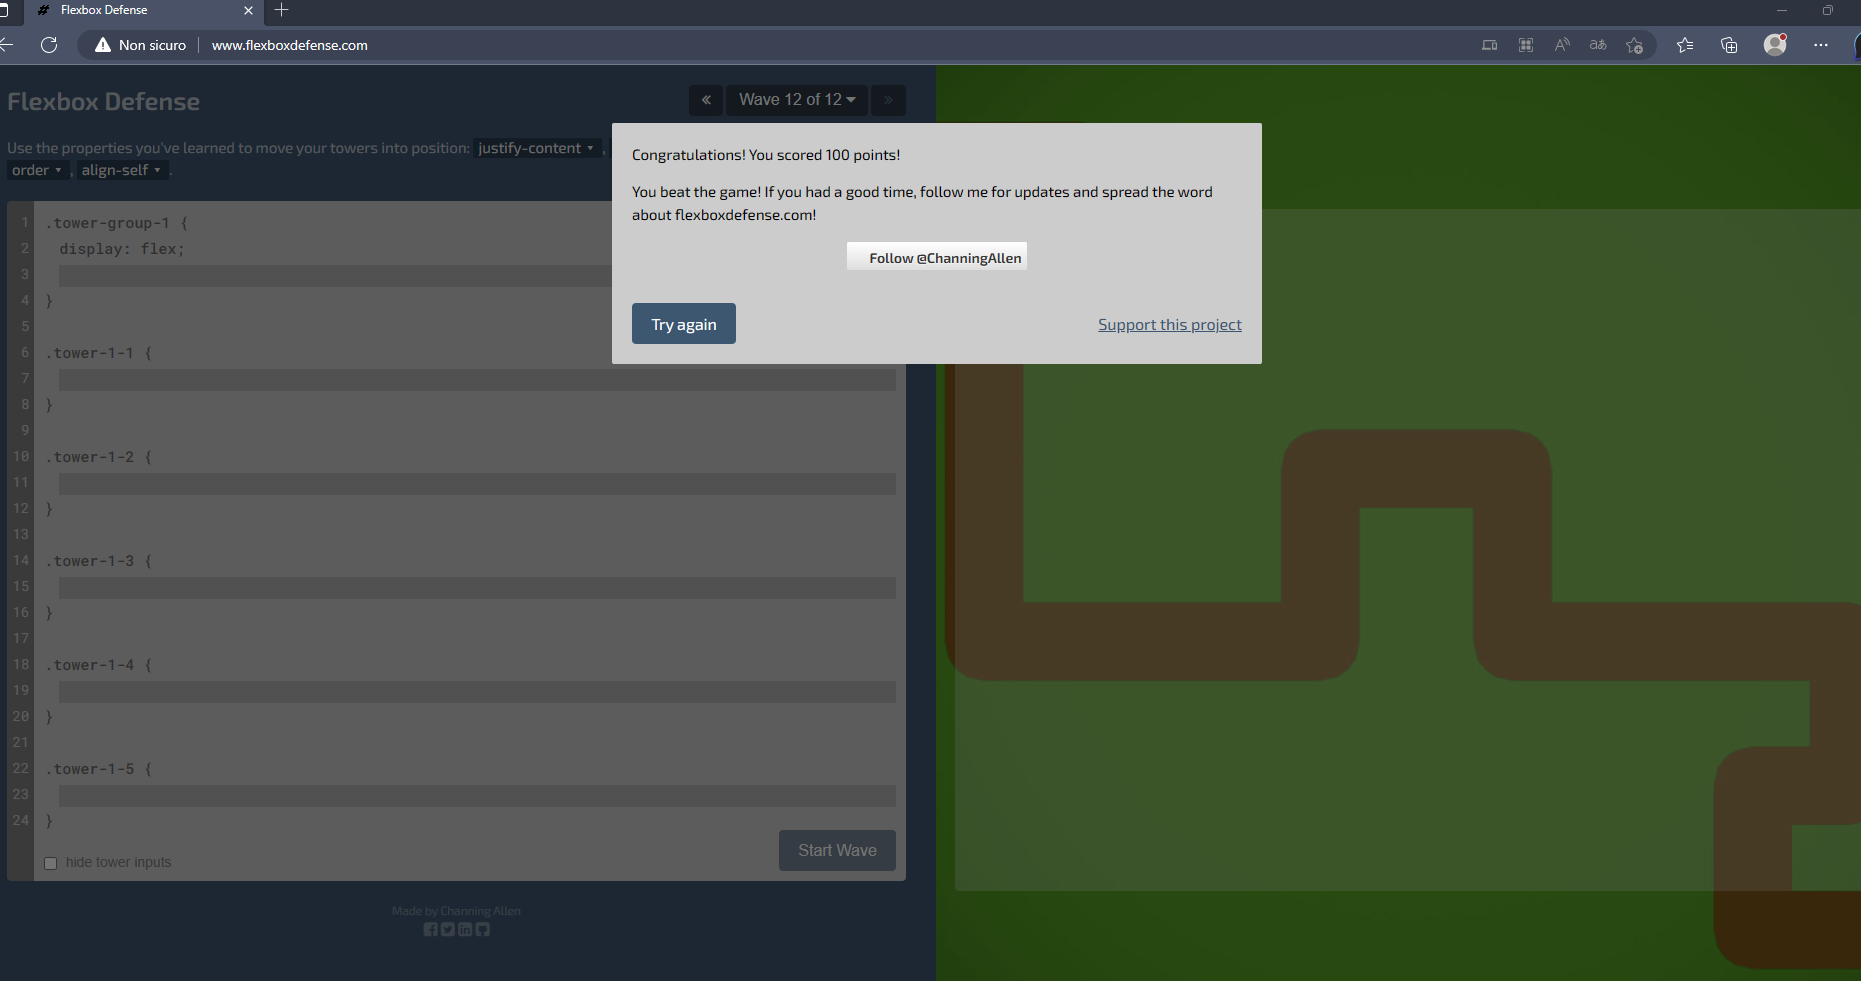 Flexbox Defense
Non sicuro
www.flexboxdefense.com
Flexbox Defense
« Wave 12 of 12 »
Use the properties you've learned to move your towers into position: justify-content ,
order , align-self .
Congratulations! You scored 100 points!
You beat the game! If you had a good time, follow me for updates and spread the word
about flexboxdefense.com!
Follow @ChanningAllen
Try again
Support this project
1 .tower-group-1 {
2 display: flex;
3
4 }
5
6 .tower-1-1 {
7
8 }
9
10 .tower-1-2 {
11
12 }
13
14 .tower-1-3 {
15
16 }
17
18 .tower-1-4 {
19
20 }
21
22 .tower-1-5 {
23
24 }
hide tower inputs
Start Wave
Made by Channing Allen